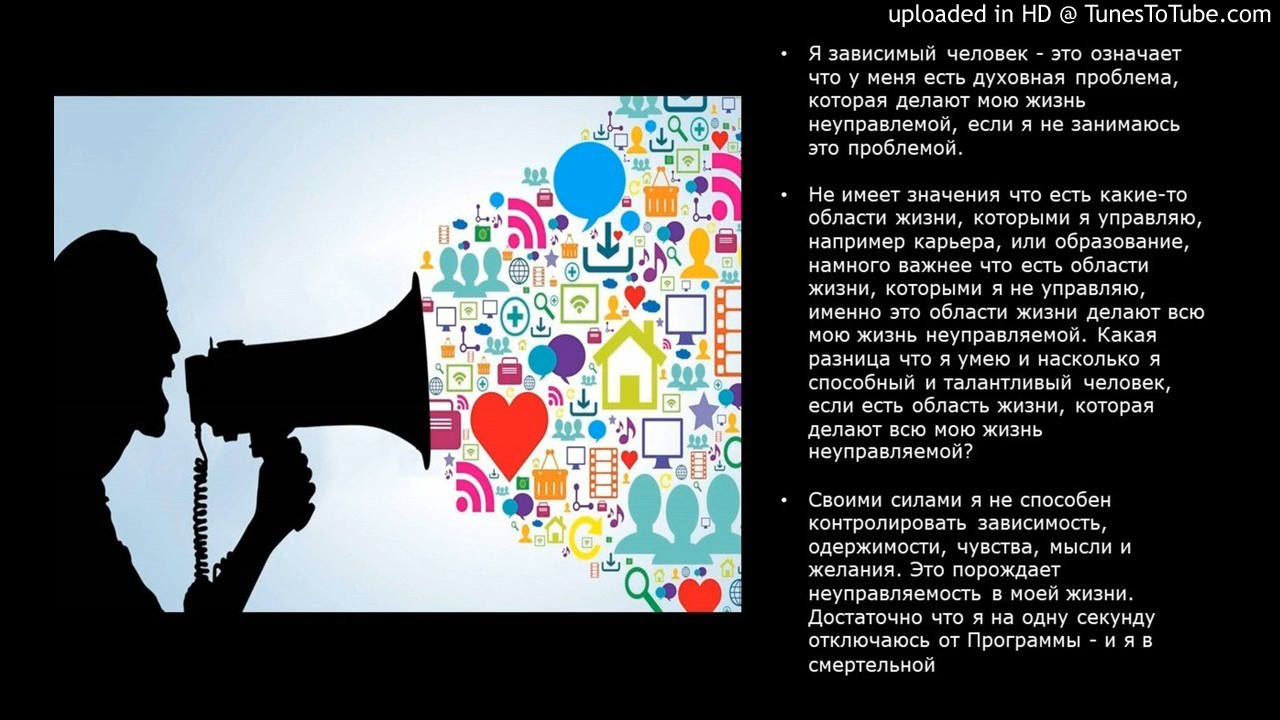 uploaded in HD @ TunesToTube.com
• Я зависимый человек - это означает
что у меня есть духовная проблема,
которая делают мою жизнь
неуправлемой, если я не занимаюсь
это проблемой.
• Не имеет значения что есть какие-то
области жизни, которыми я управляю,
например карьера, или образование,
намного важнее что есть области
жизни, которыми я не управляю,
именно это области жизни делают всю
мою жизнь неуправляемой. Какая
разница что я умею и насколько я
способный и талантливый человек,
если есть область жизни, которая
делают всю мою жизнь
неуправляемой?
• Своими силами я не способен
контролировать зависимость,
одержимости, чувства, мысли и
желания. Это порождает
неуправляемость в моей жизни.
Достаточно что я на одну секунду
отключаюсь от Программы - и я в
смертельной